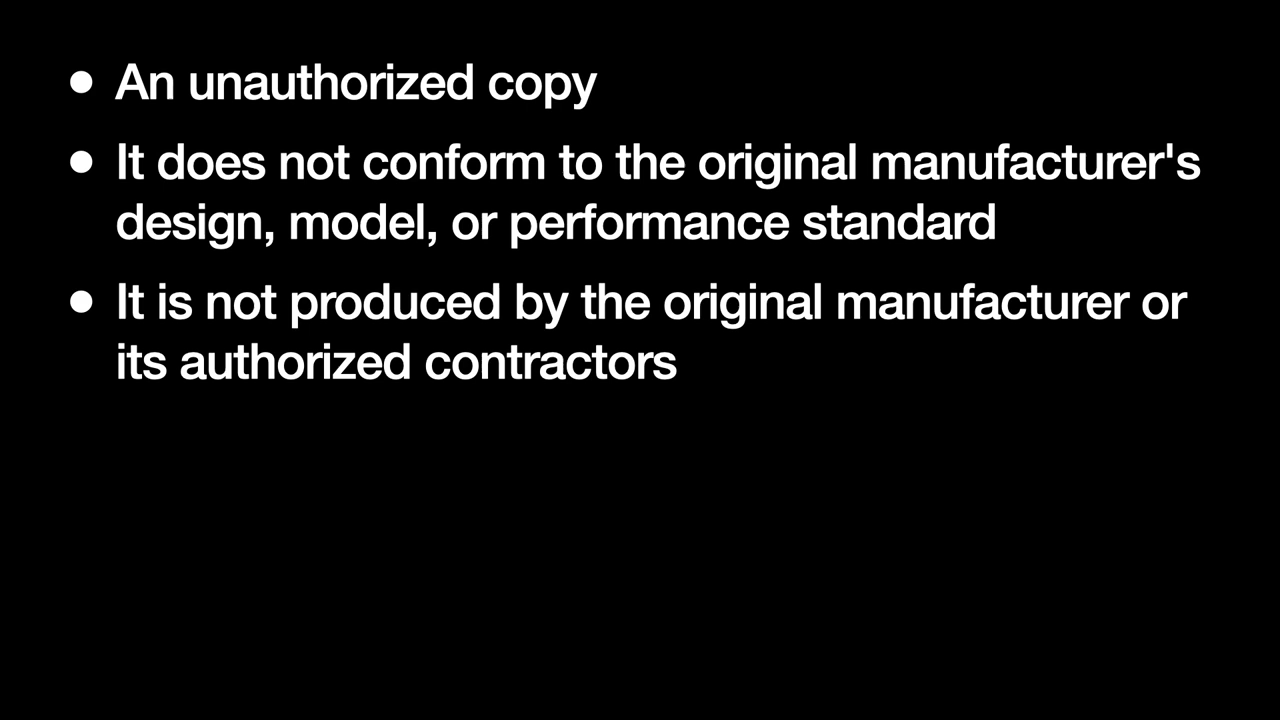 • An unauthorized copy
• It does not conform to the original manufacturer's
design, model, or performance standard
• It is not produced by the original manufacturer or
its authorized contractors